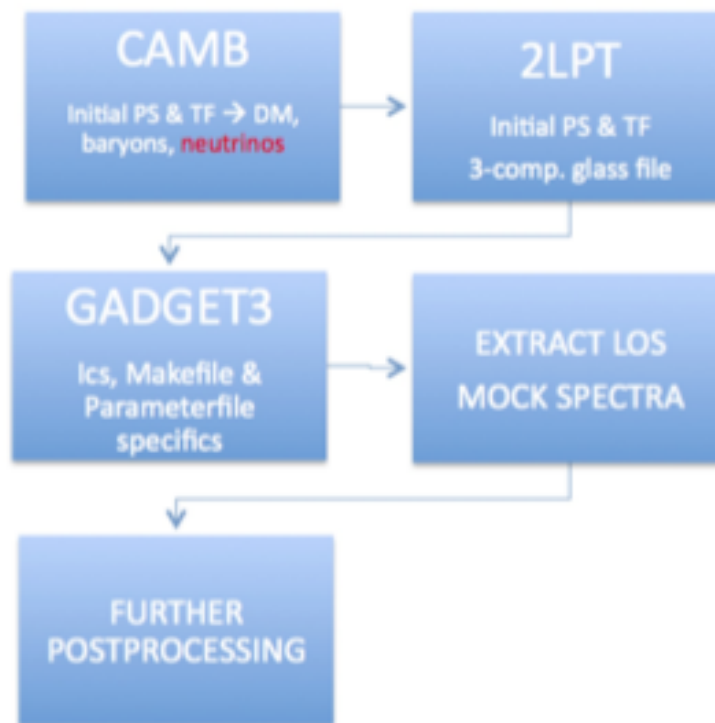 CAMB
Initial PS & TF → DM,
baryons, neutrinos
2LPT
Initial PS & TF
3-comp. glass file
GADGET3
Ics, Makefile &
Parameterfile
specifics
EXTRACT LOS
MOCK SPECTRA
FURTHER
POSTPROCESSING